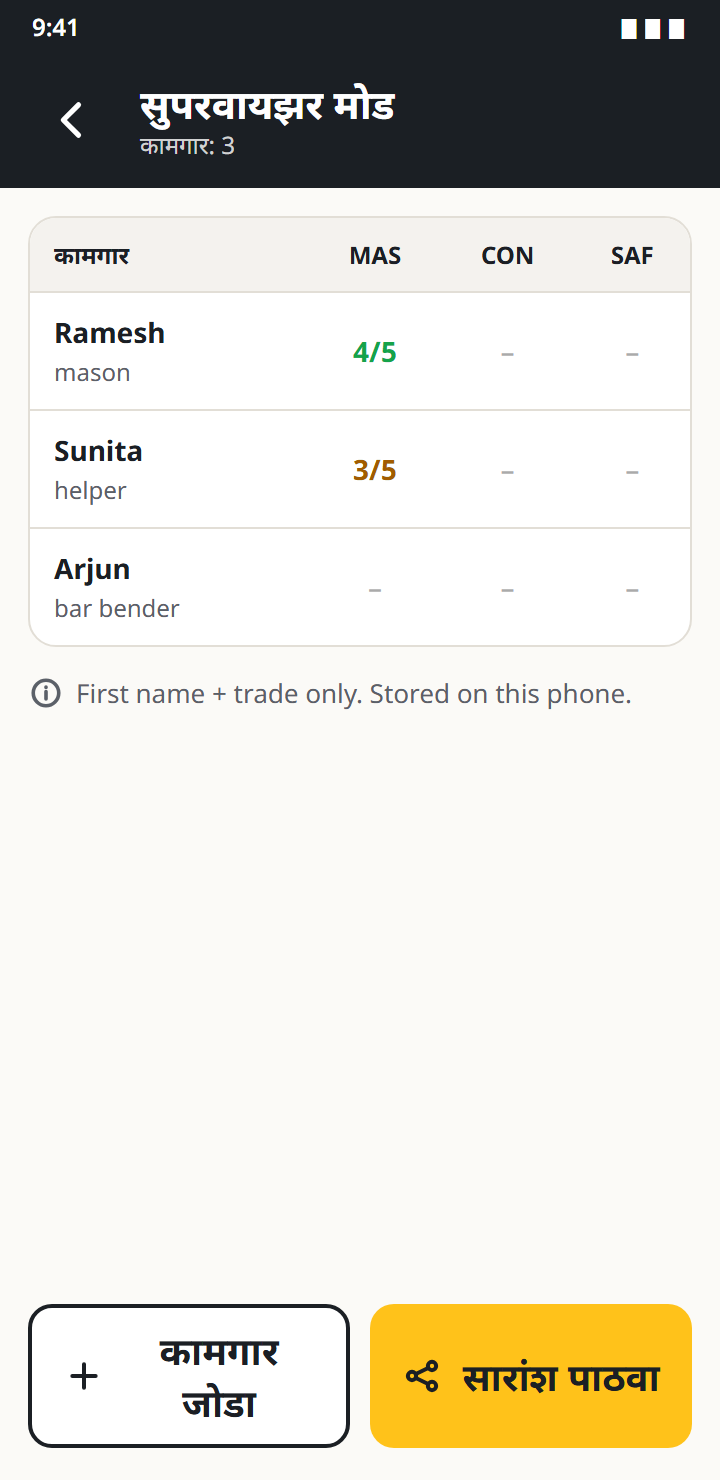 9:41
सुपरवायझर मोड
कामगार: 3
कामगार MAS CON SAF
Ramesh
mason
4/5 – –
Sunita
helper
3/5 – –
Arjun
bar bender
– – –
First name + trade only. Stored on this phone.
कामगार
जोडा
सारांश पाठवा